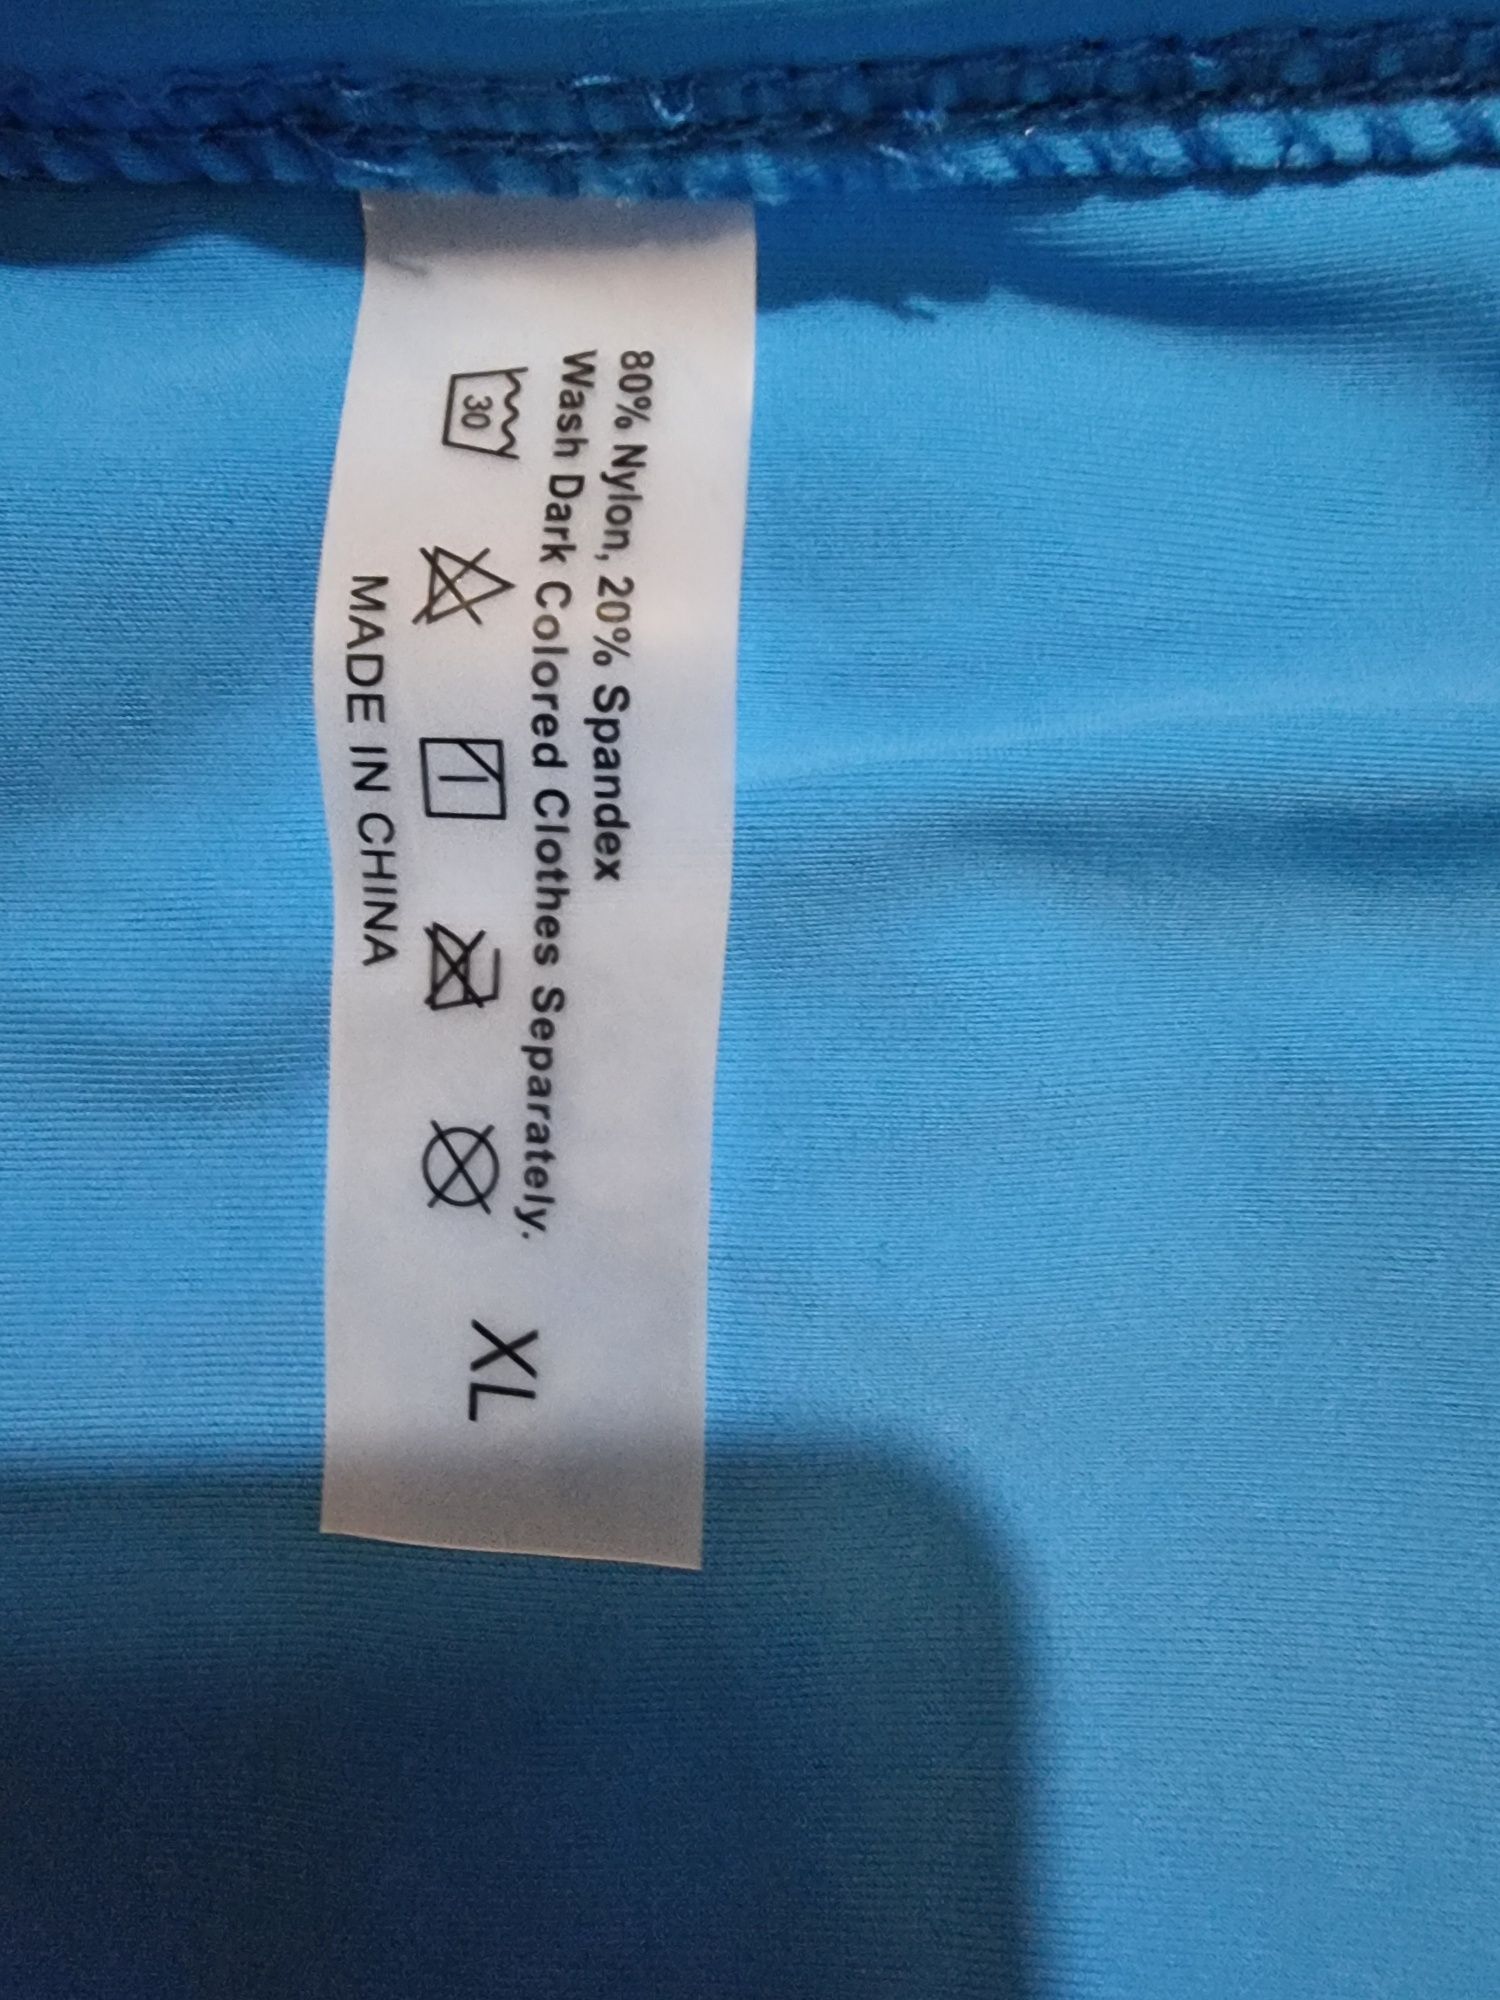 80% Nylon, 20% Spandex
Wash Dark Colored Clothes Separately.
30
XL
MADE IN CHINA